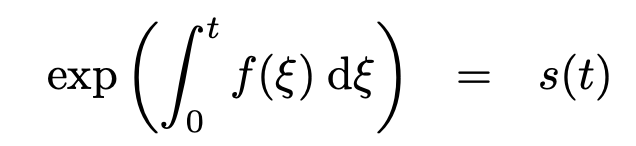 exp(∫₀ᵗ f(ξ) dξ) = s(t)